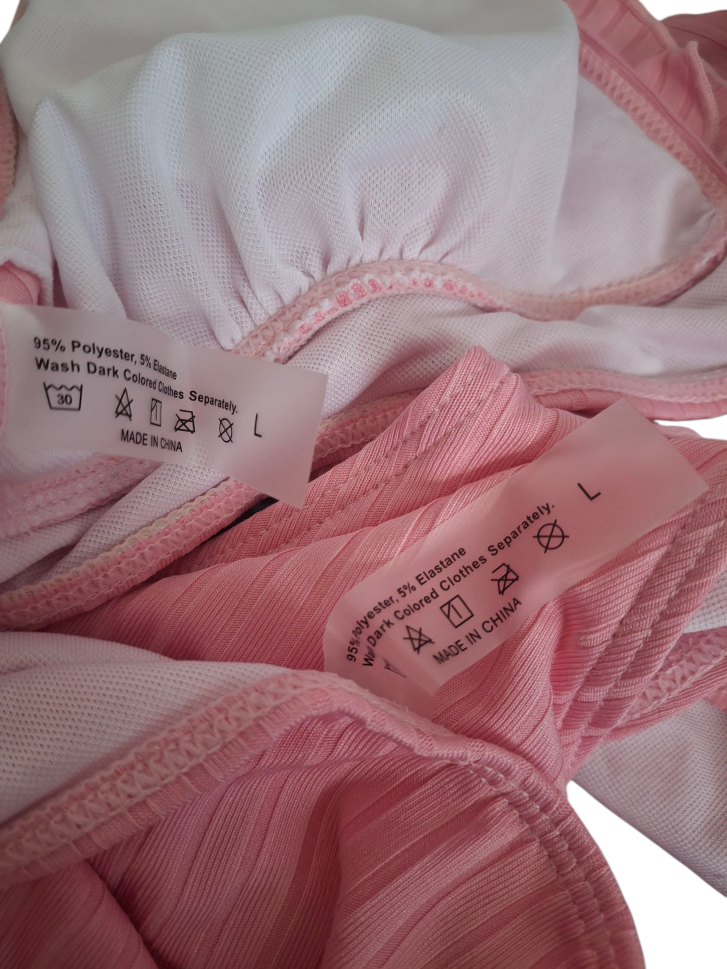 95% Polyester, 5% Elastane
Wash Dark Colored Clothes Separately.
30
L
MADE IN CHINA
L
95% Polyester, 5% Elastane
Dark Colored Clothes Separately.
MADE IN CHINA